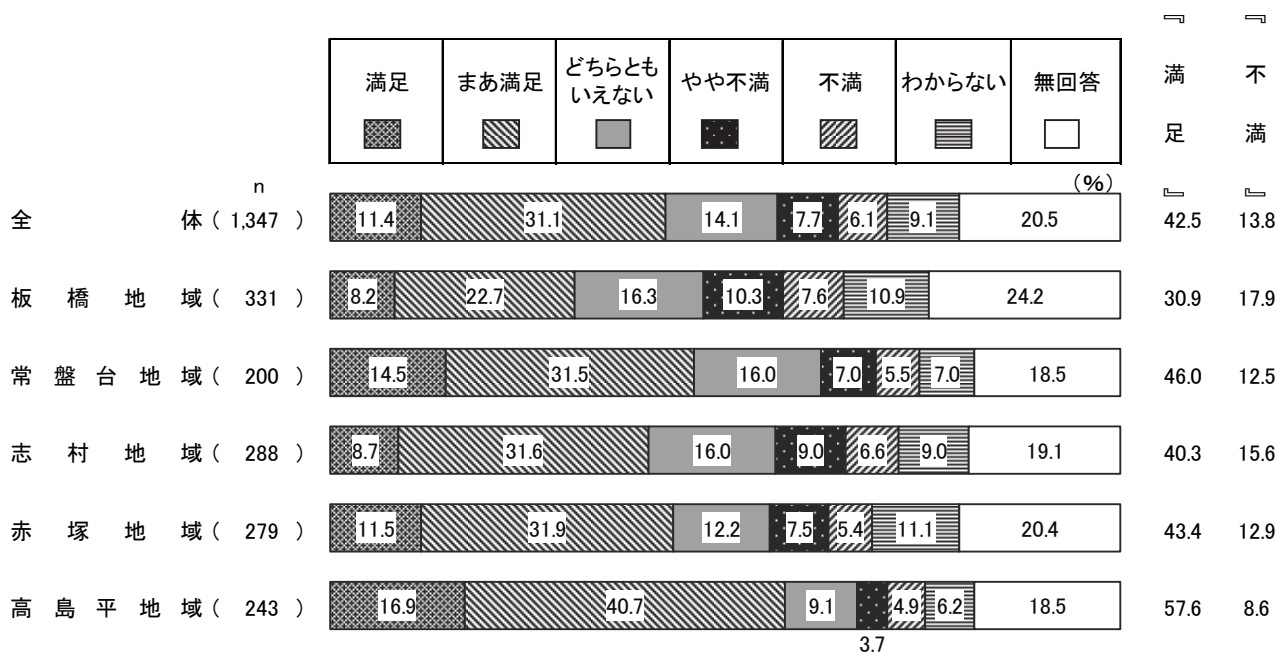 『満足』 『不満』
満足 まあ満足 どちらとも やや不満 不満 わからない 無回答
いえない
n (%)
全体( 1,347 ) 11.4 31.1 14.1 7.7 6.1 9.1 20.5 42.5 13.8
板橋地域( 331 ) 8.2 22.7 16.3 10.3 7.6 10.9 24.2 30.9 17.9
常盤台地域( 200 ) 14.5 31.5 16.0 7.0 5.5 7.0 18.5 46.0 12.5
志村地域( 288 ) 8.7 31.6 16.0 9.0 6.6 9.0 19.1 40.3 15.6
赤塚地域( 279 ) 11.5 31.9 12.2 7.5 5.4 11.1 20.4 43.4 12.9
高島平地域( 243 ) 16.9 40.7 9.1 4.9 6.2 18.5 57.6 8.6
3.7